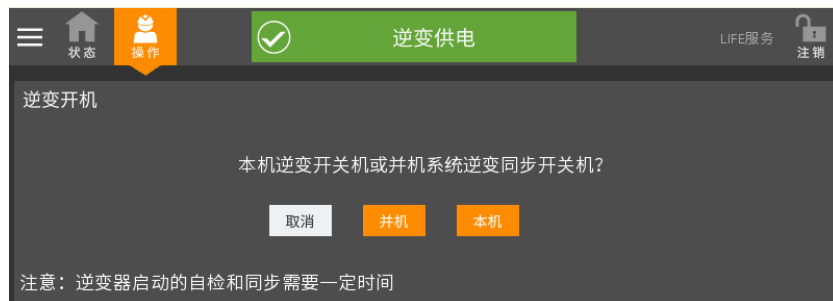 状态
操作
逆变供电
LIFE服务
注销
逆变开机
本机逆变开关机或并机系统逆变同步开关机?
取消
并机
本机
注意：逆变器启动的自检和同步需要一定时间